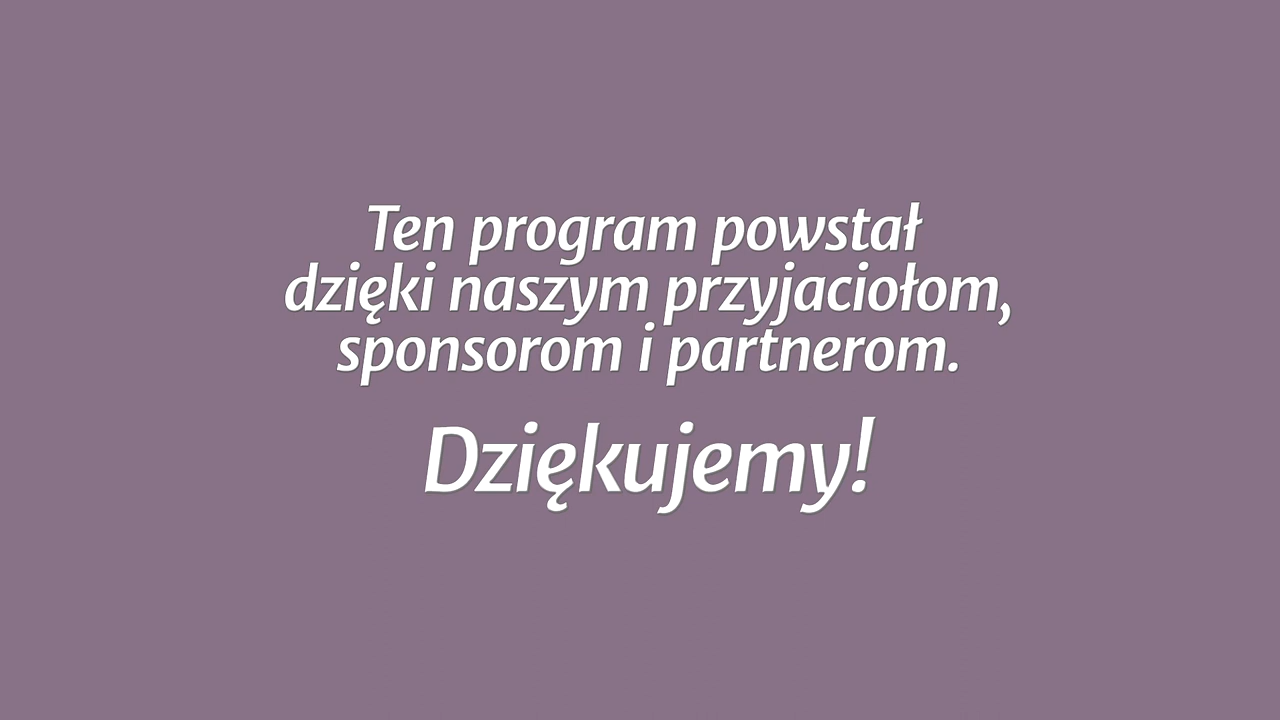 Ten program powstał
dzięki naszym przyjaciołom,
sponsorom i partnerom.
Dziękujemy!